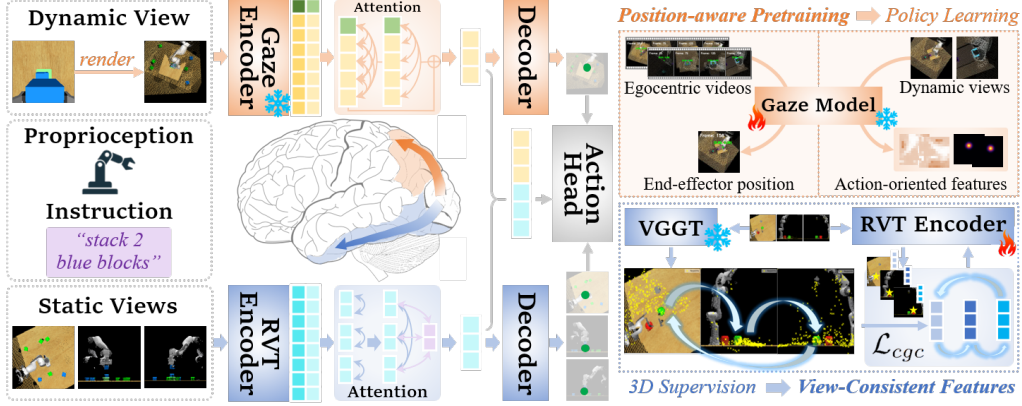 Dynamic View
render
Gaze
Encoder
Attention
Decoder
Proprioception
Instruction
"stack 2
blue blocks"
Action
Head
Static Views
RVT
Encoder
Attention
Decoder
Position-aware Pretraining
Policy Learning
Egocentric videos
Dynamic views
Gaze Model
End-effector position
Action-oriented features
VGGT
RVT Encoder
L_cgc
3D Supervision
View-Consistent Features